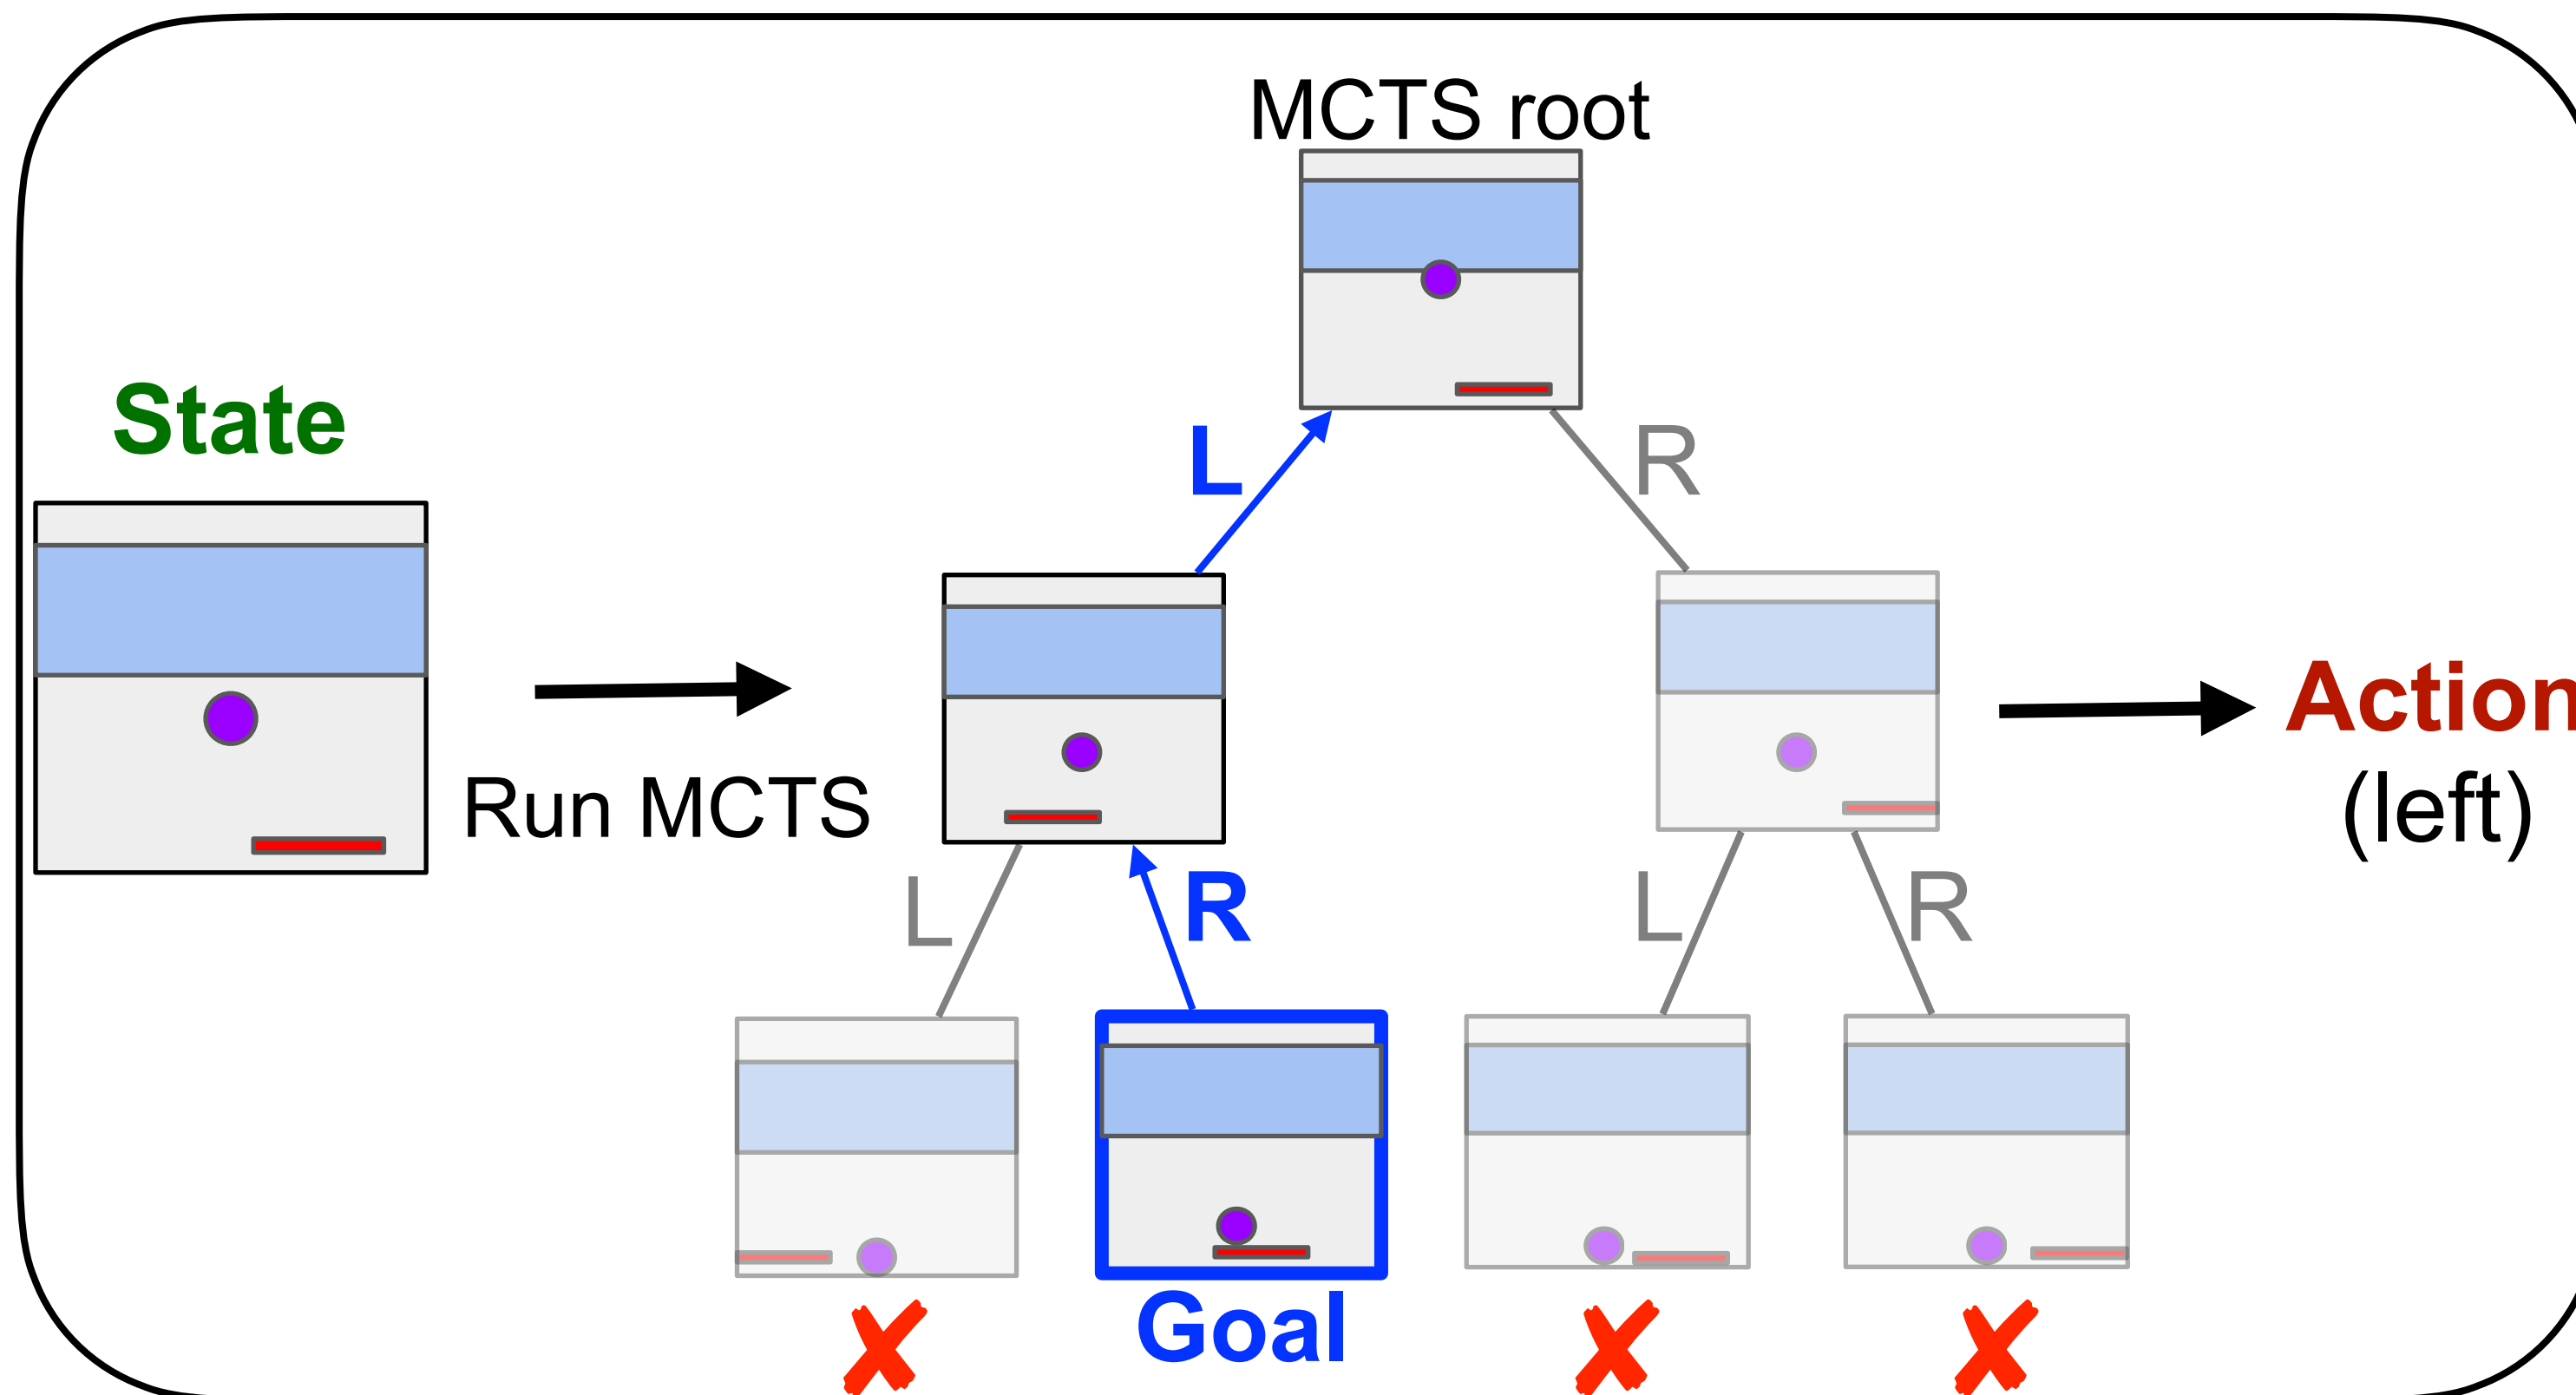 MCTS root
State
L
R
Run MCTS
Action
(left)
L
R
L
R
Goal